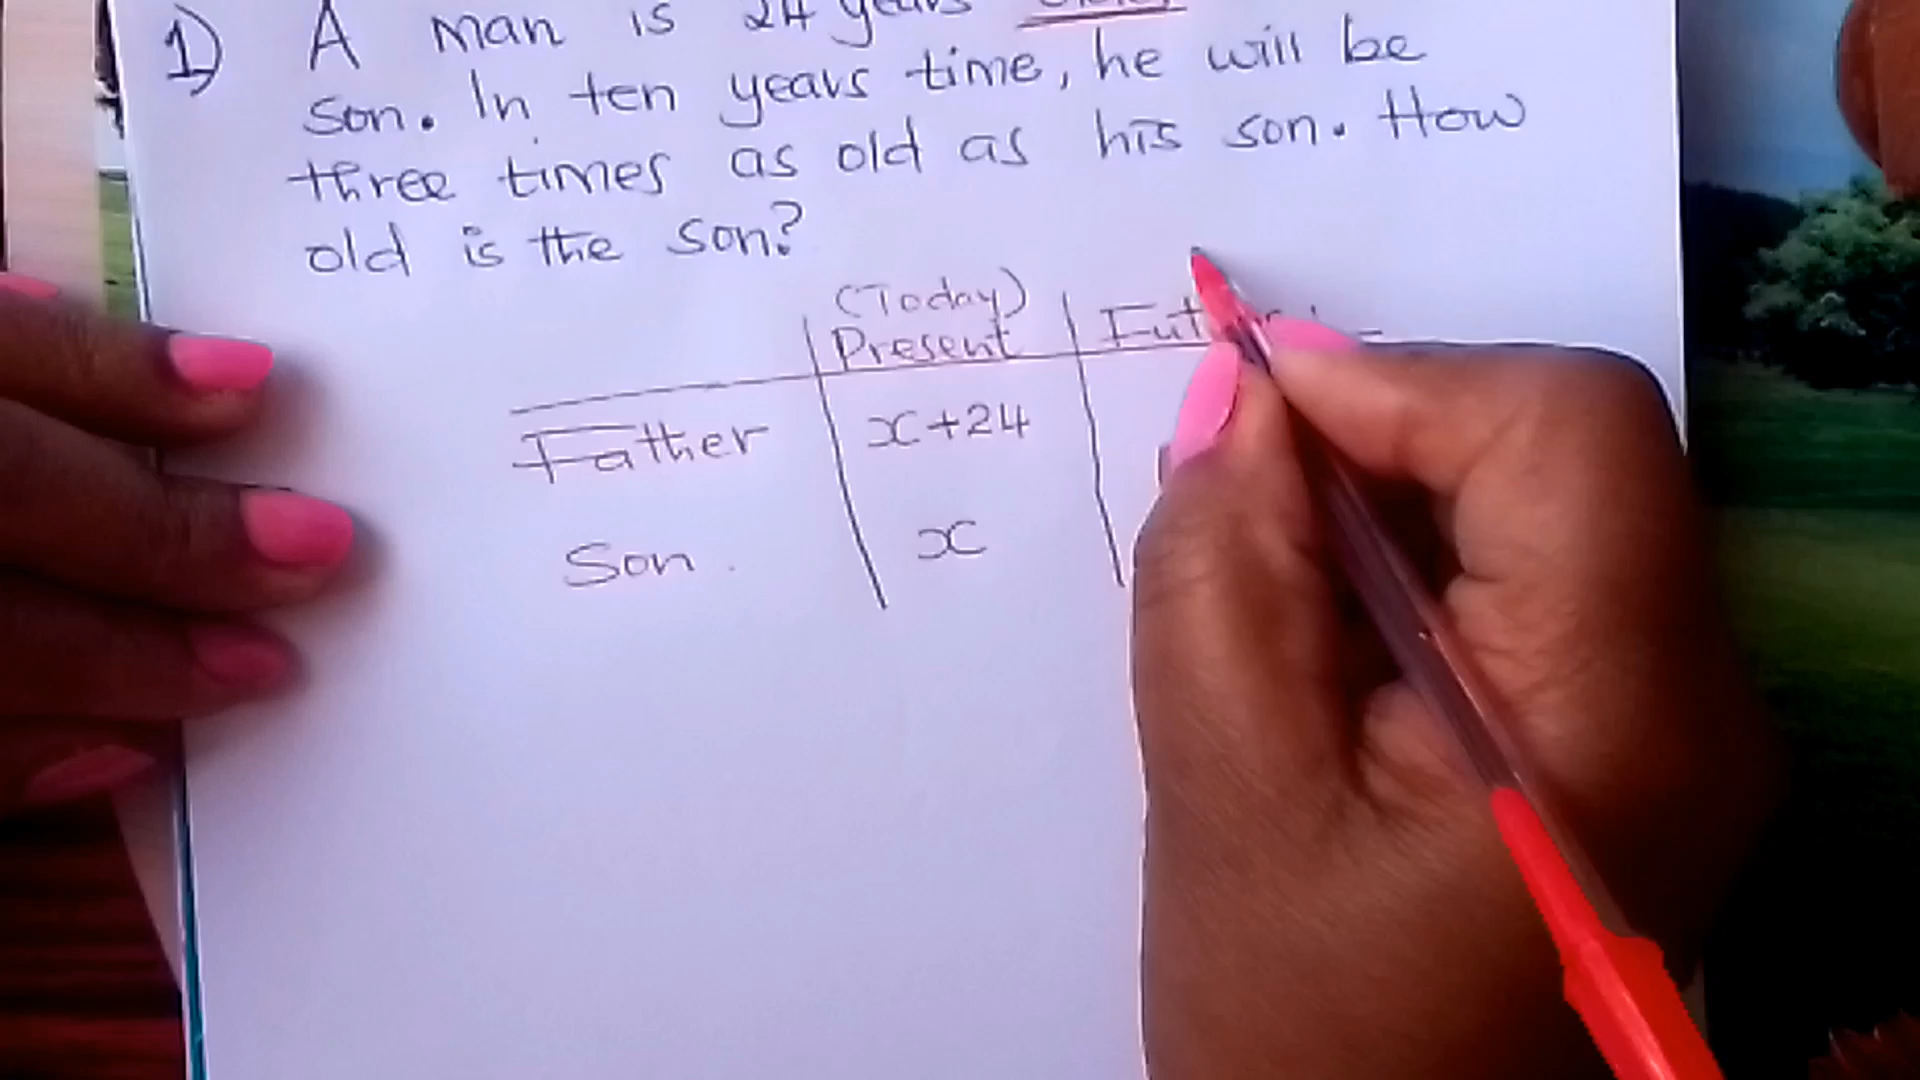 1) A man is 24 years
son. In ten years time, he will be
three times as old as his son. How
old is the son?
(Today)
Present
Father x+24
Son x